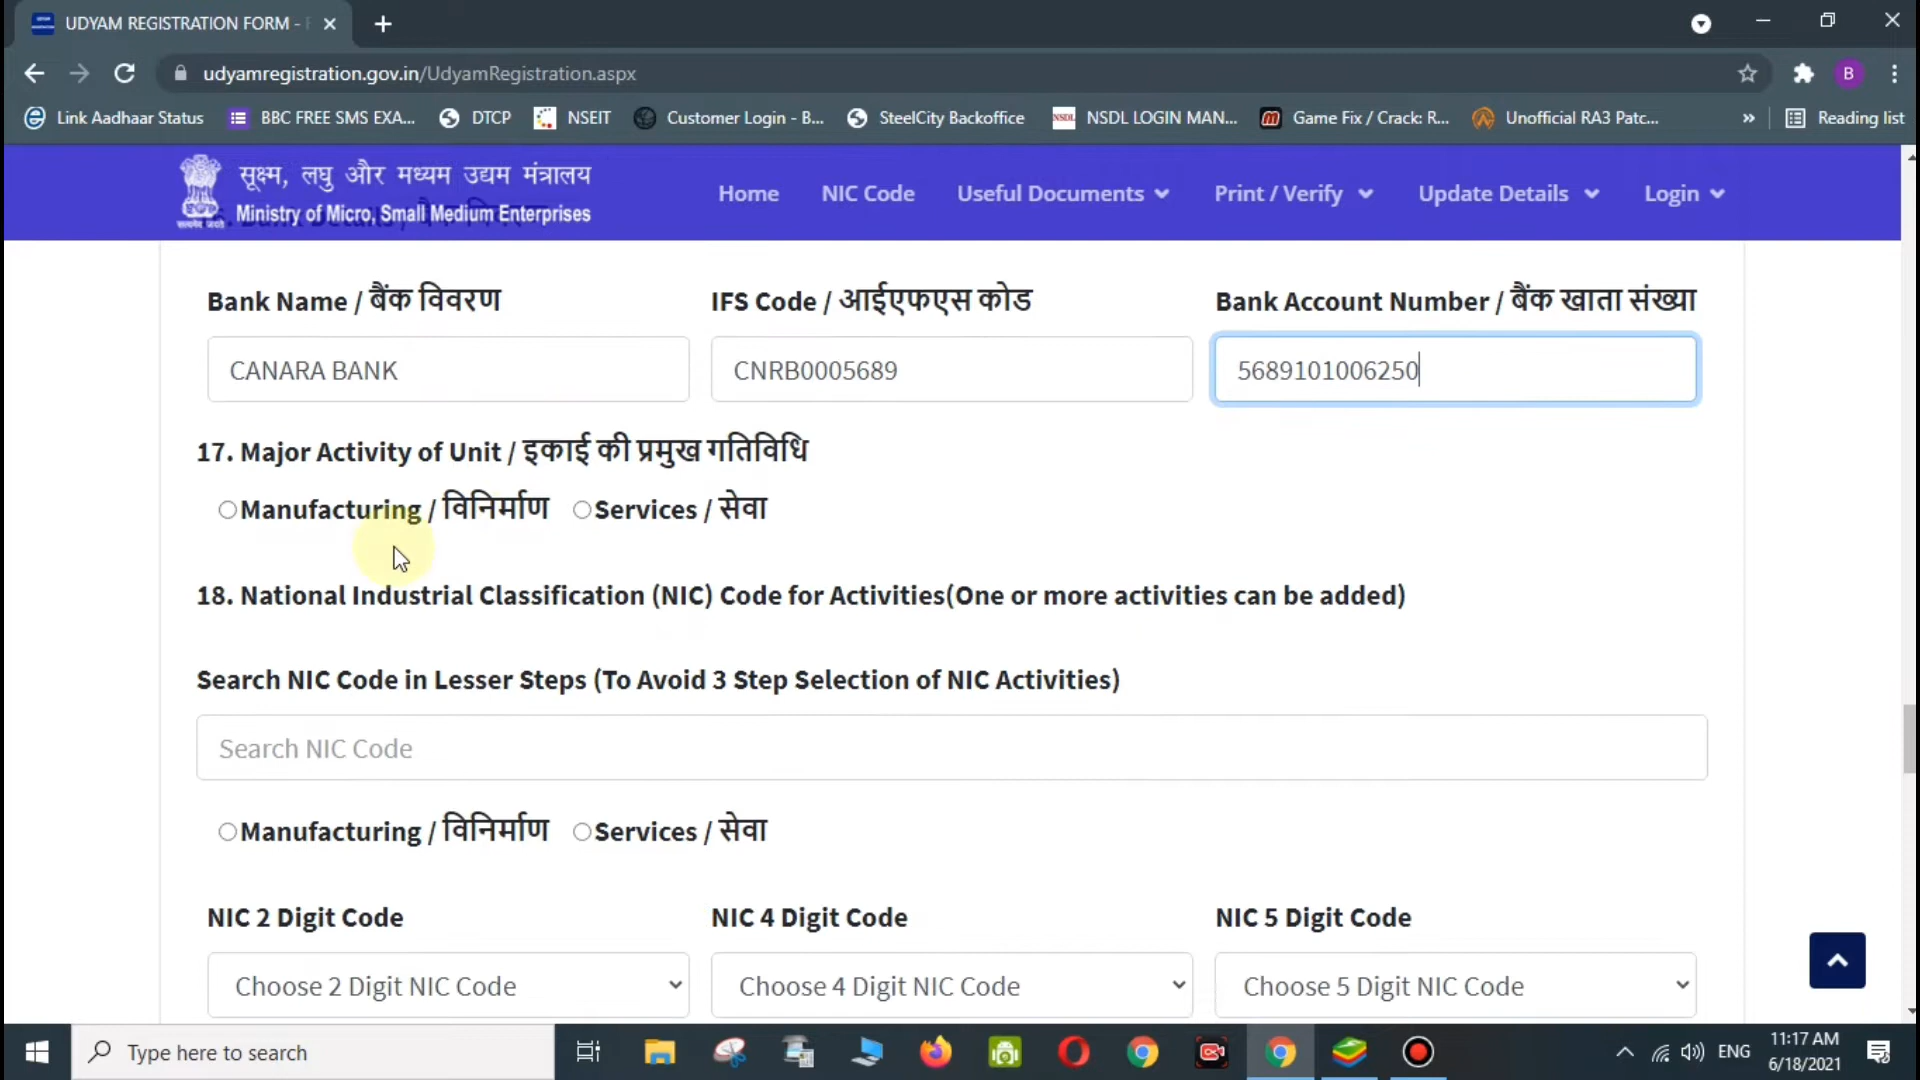 UDYAM REGISTRATION FORM -
udyamregistration.gov.in/UdyamRegistration.aspx
B
Link Aadhaar Status
BBC FREE SMS EXA...
DTCP
NSEIT
Customer Login - B...
SteelCity Backoffice
NSDL LOGIN MAN...
Game Fix / Crack: R...
Unofficial RA3 Patc...
»
Reading list
सूक्ष्म, लघु और मध्यम उद्यम मंत्रालय
Ministry of Micro, Small Medium Enterprises
Home
NIC Code
Useful Documents
Print / Verify
Update Details
Login
Bank Name / बैंक विवरण
IFS Code / आईएफएस कोड
Bank Account Number / बैंक खाता संख्या
CANARA BANK
CNRB0005689
5689101006250
17. Major Activity of Unit / इकाई की प्रमुख गतिविधि
Manufacturing / विनिर्माण
Services / सेवा
18. National Industrial Classification (NIC) Code for Activities(One or more activities can be added)
Search NIC Code in Lesser Steps (To Avoid 3 Step Selection of NIC Activities)
Search NIC Code
Manufacturing / विनिर्माण
Services / सेवा
NIC 2 Digit Code
NIC 4 Digit Code
NIC 5 Digit Code
Choose 2 Digit NIC Code
Choose 4 Digit NIC Code
Choose 5 Digit NIC Code
Type here to search
ENG
11:17 AM
6/18/2021